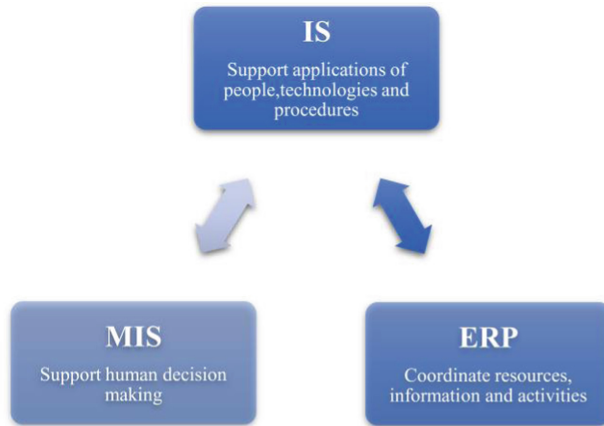 IS
Support applications of
people,technologies and
procedures
MIS
Support human decision
making
ERP
Coordinate resources,
information and activities